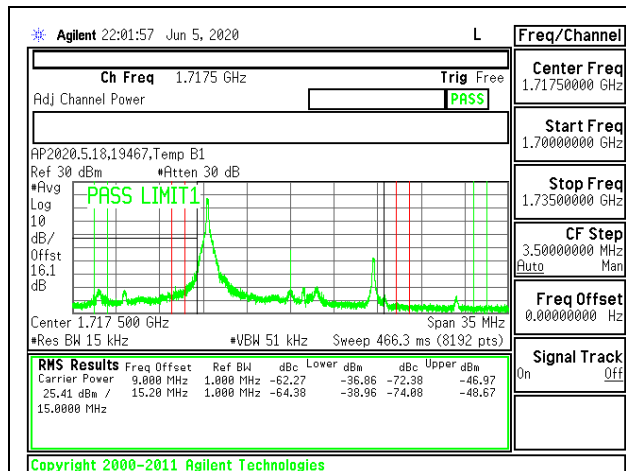 Agilent 22:01:57 Jun 5, 2020 L
Freq/Channel
Ch Freq 1.7175 GHz Trig Free
Adj Channel Power PASS
AP2020.5.18,19467,Temp B1
Ref 30 dBm #Atten 30 dB
#Avg
Log
10
dB/
Offst
16.1
dB
PASS LIMIT1
Center 1.717 500 GHz Span 35 MHz
#Res BW 15 kHz #VBW 51 kHz Sweep 466.3 ms (8192 pts)
RMS Results Freq Offset Ref BW dBc Lower dBm dBc Upper dBm
Carrier Power 9.000 MHz 1.000 MHz -62.27 -36.86 -72.38 -46.97
25.41 dBm / 15.20 MHz 1.000 MHz -64.38 -38.96 -74.08 -48.67
15.0000 MHz
Center Freq
1.71750000 GHz
Start Freq
1.70000000 GHz
Stop Freq
1.73500000 GHz
CF Step
3.50000000 MHz
Auto Man
Freq Offset
0.00000000 Hz
Signal Track
On Off
Copyright 2000-2011 Agilent Technologies